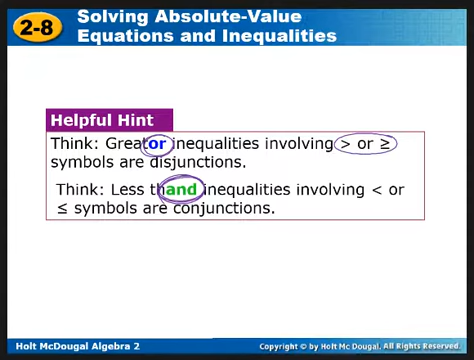 2-8
Solving Absolute-Value
Equations and Inequalities
Helpful Hint
Think: Greator inequalities involving > or ≥
symbols are disjunctions.
Think: Less thand inequalities involving < or
≤ symbols are conjunctions.
Holt McDougal Algebra 2
Copyright © by Holt Mc Dougal. All Rights Reserved.